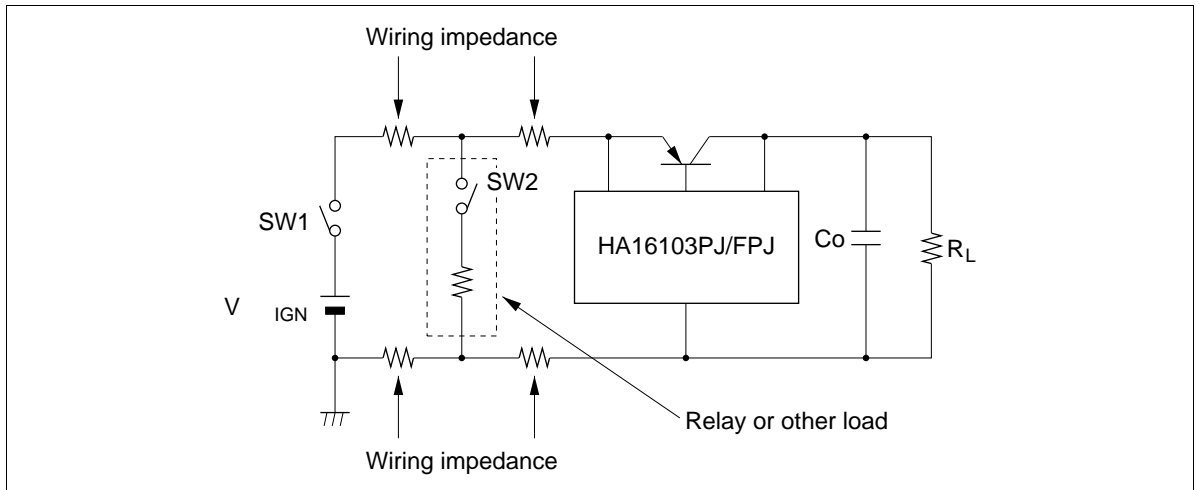 Wiring impedance
SW2
SW1
HA16103PJ/FPJ
Co
RL
V IGN
Relay or other load
Wiring impedance